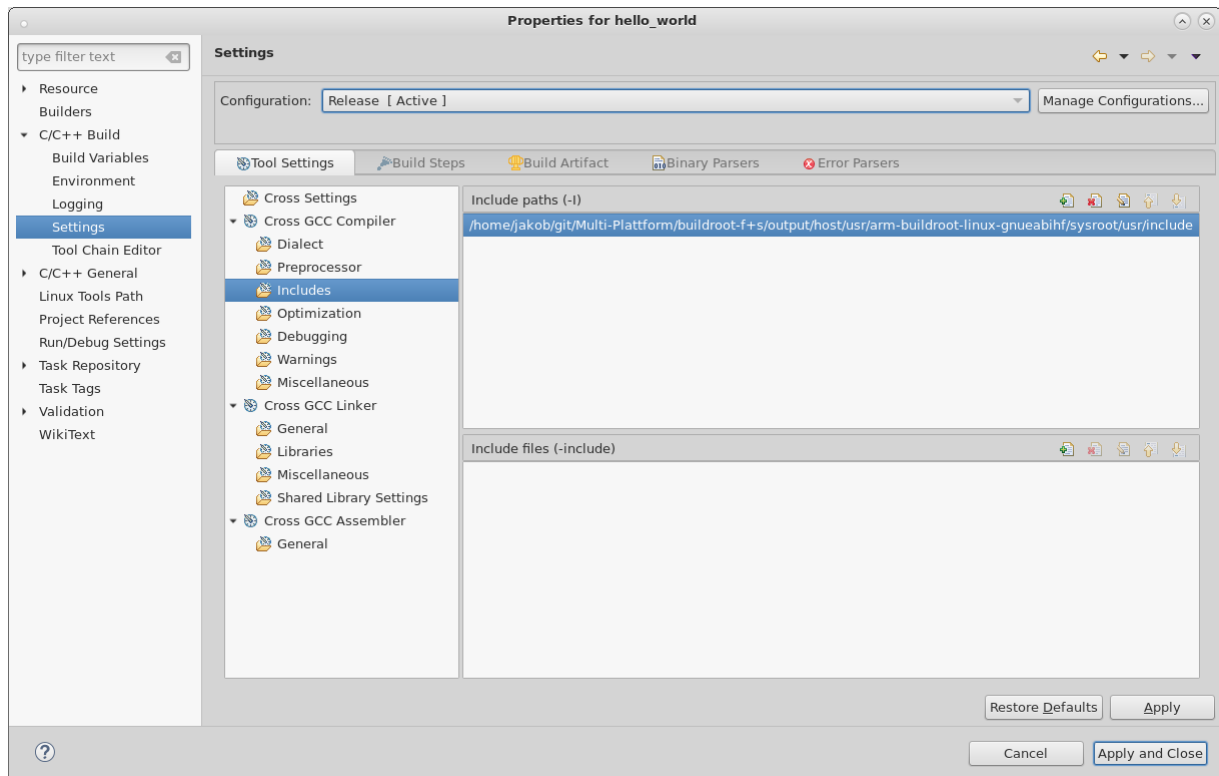 Properties for hello_world
type filter text
Resource
Builders
C/C++ Build
Build Variables
Environment
Logging
Settings
Tool Chain Editor
C/C++ General
Linux Tools Path
Project References
Run/Debug Settings
Task Repository
Task Tags
Validation
WikiText
Settings
Configuration: Release [ Active ] Manage Configurations...
Tool Settings Build Steps Build Artifact Binary Parsers Error Parsers
Cross Settings
Cross GCC Compiler
Dialect
Preprocessor
Includes
Optimization
Debugging
Warnings
Miscellaneous
Cross GCC Linker
General
Libraries
Miscellaneous
Shared Library Settings
Cross GCC Assembler
General
Include paths (-I)
/home/jakob/git/Multi-Plattform/buildroot-f+s/output/host/usr/arm-buildroot-linux-gnueabihf/sysroot/usr/include
Include files (-include)
Restore Defaults Apply
? Cancel Apply and Close